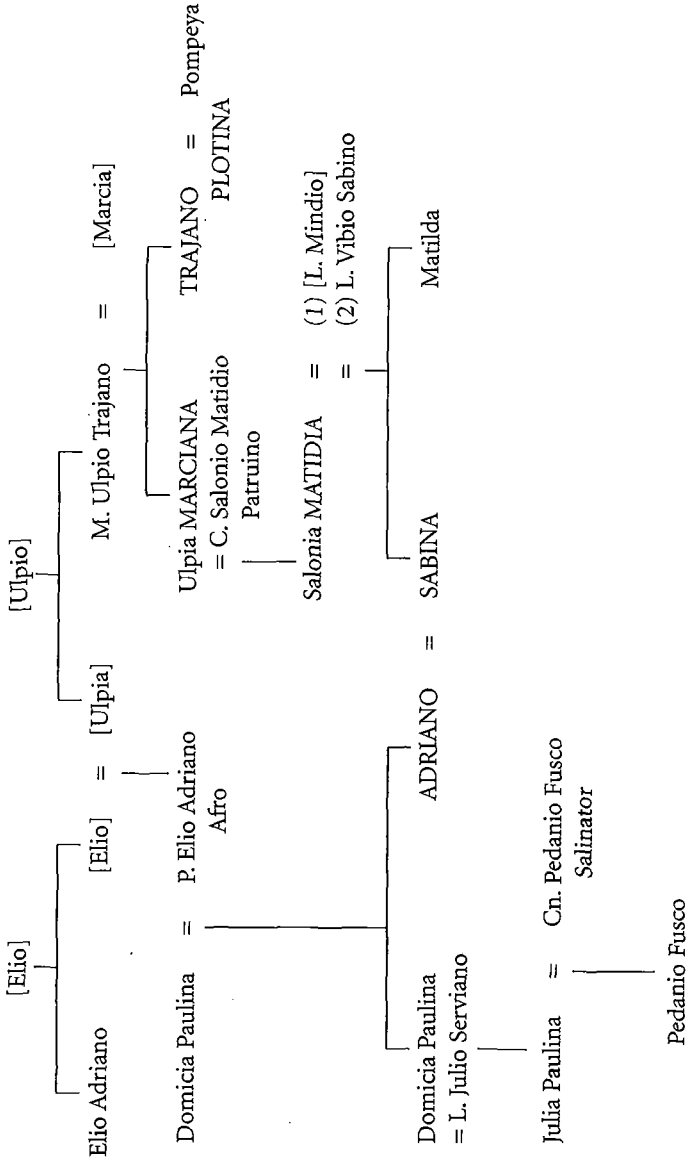 [Elio]
[Ulpio]
Elio Adriano
[Elio] = [Ulpia]
M. Ulpio Trajano = [Marcia]
Domicia Paulina = P. Elio Adriano
Afro
Ulpia MARCIANA
= C. Salonio Matidio
Patruino
TRAJANO = Pompeya
PLOTINA
Salonia MATIDIA = (1) [L. Mindio]
= (2) L. Vibio Sabino
Domicia Paulina
= L. Julio Serviano
ADRIANO = SABINA
Matilda
Julia Paulina = Cn. Pedanio Fusco
Salinator
Pedanio Fusco